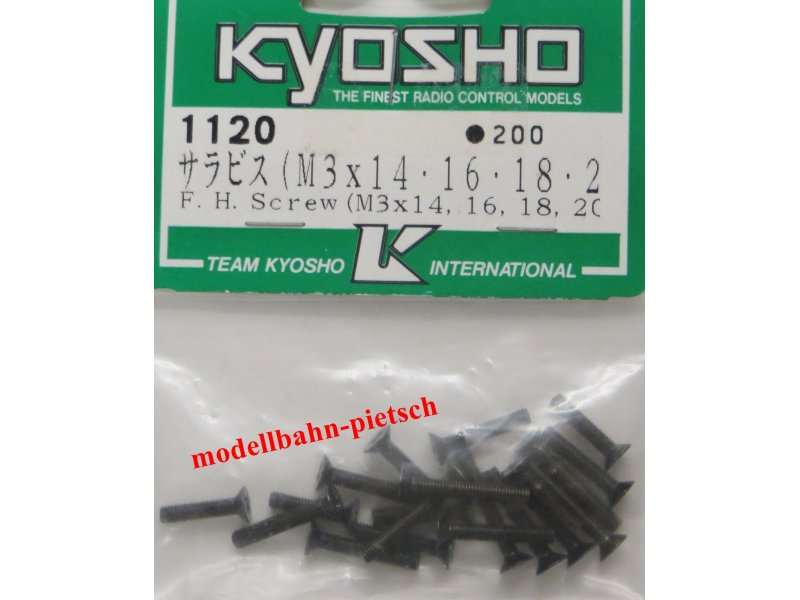 KYOSHO
THE FINEST RADIO CONTROL MODELS
1120 ●200
サラビス(M3x14·16·18·2
F. H. Screw (M3x14, 16, 18, 20
TEAM KYOSHO K INTERNATIONAL
modellbahn-pietsch